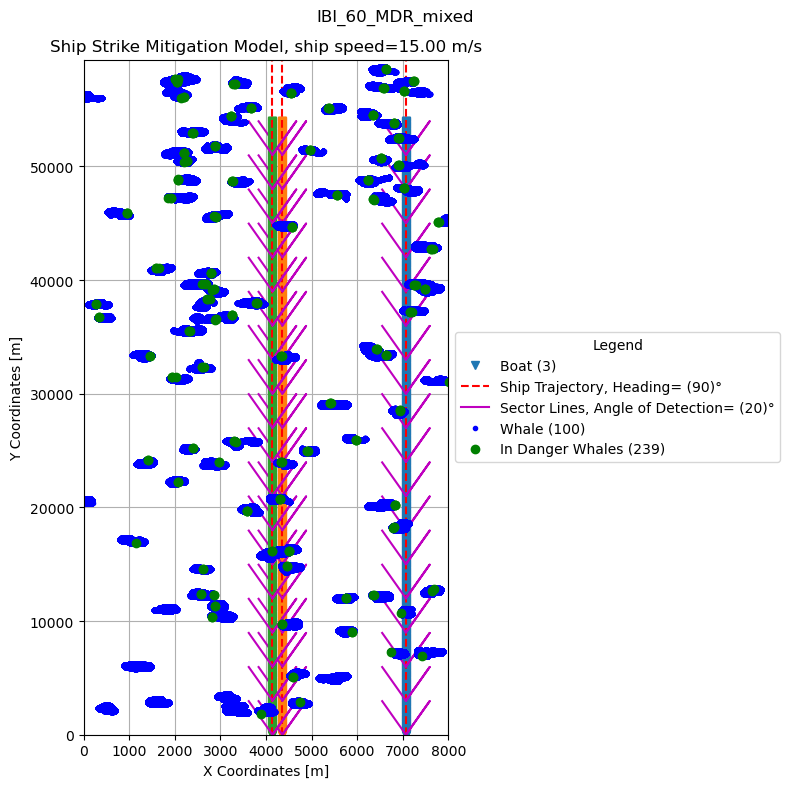 IBI_60_MDR_mixed
Ship Strike Mitigation Model, ship speed=15.00 m/s
50000
40000
30000
20000
10000
0
Y Coordinates [m]
0 1000 2000 3000 4000 5000 6000 7000 8000
X Coordinates [m]
Legend
Boat (3)
Ship Trajectory, Heading= (90)°
Sector Lines, Angle of Detection= (20)°
Whale (100)
In Danger Whales (239)